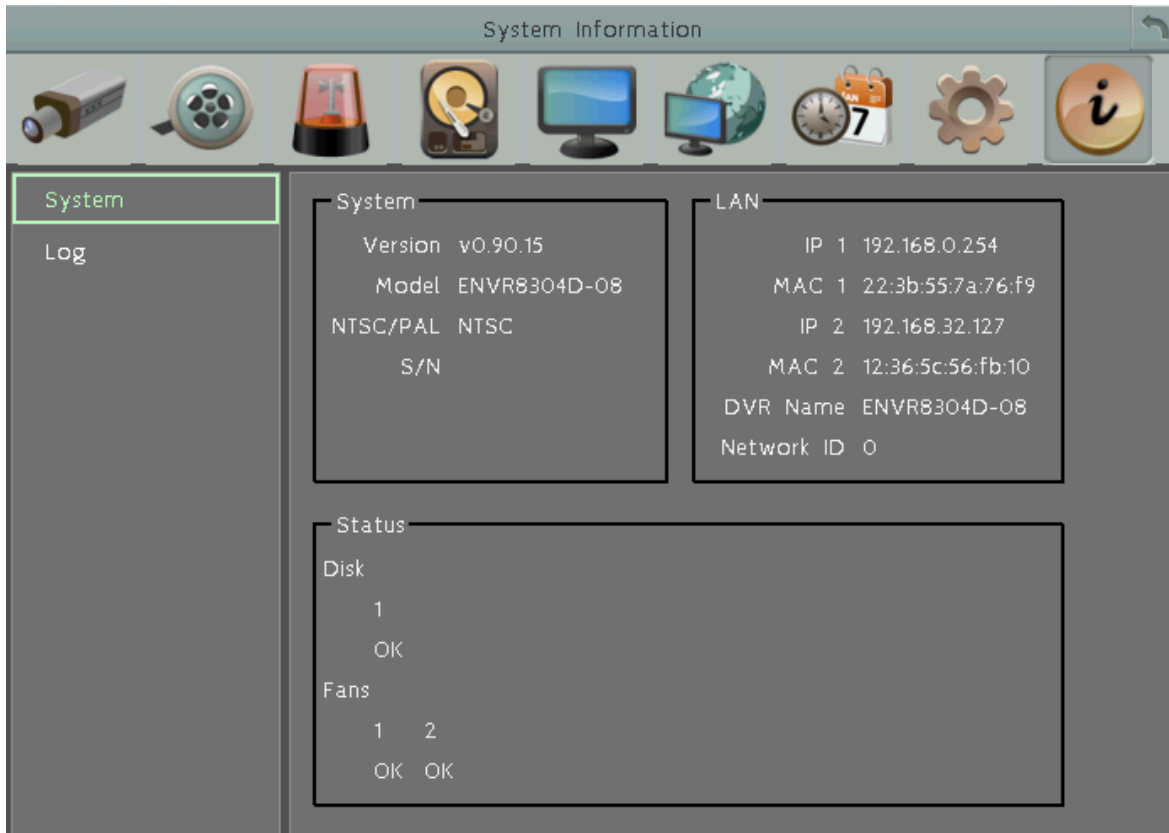 System Information
JAN
7
System
Log
System
Version v0.90.15
Model ENVR8304D-08
NTSC/PAL NTSC
S/N
LAN
IP 1 192.168.0.254
MAC 1 22:3b:55:7a:76:f9
IP 2 192.168.32.127
MAC 2 12:36:5c:56:fb:10
DVR Name ENVR8304D-08
Network ID 0
Status
Disk
1
OK
Fans
1 2
OK OK